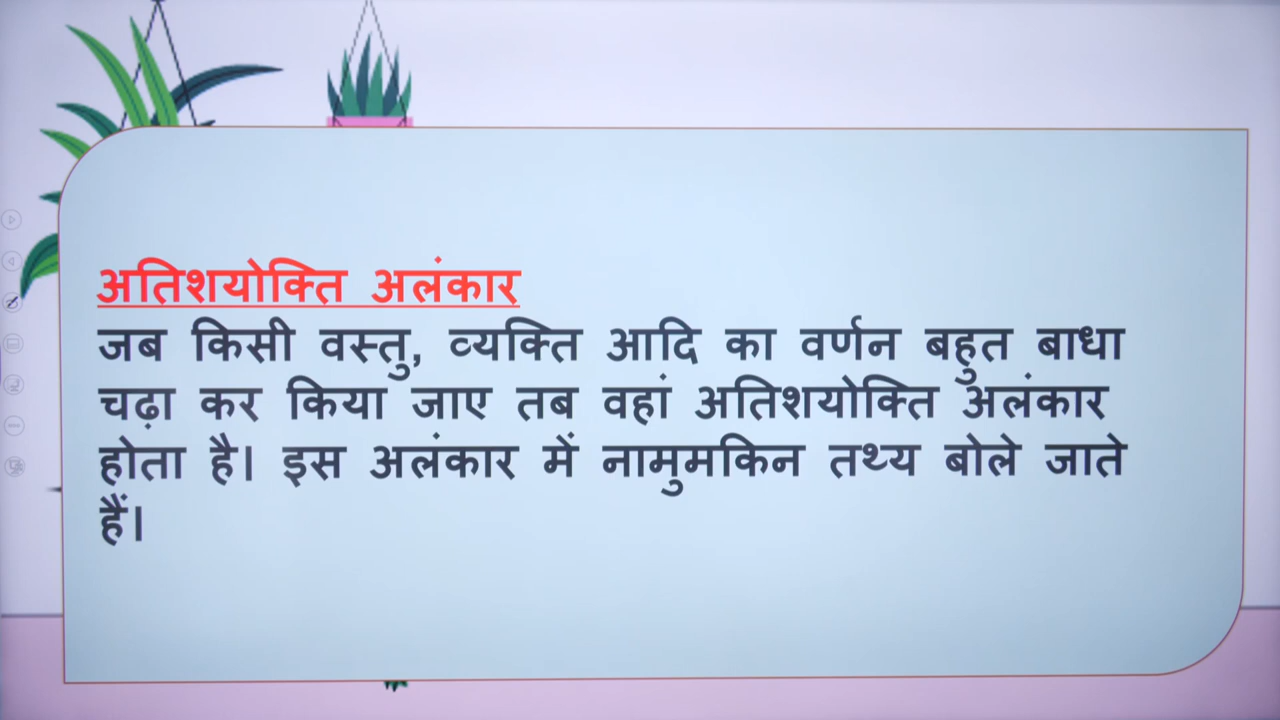 अतिशयोक्ति अलंकार
जब किसी वस्तु, व्यक्ति आदि का वर्णन बहुत बाधा
चढ़ा कर किया जाए तब वहां अतिशयोक्ति अलंकार
होता है। इस अलंकार में नामुमकिन तथ्य बोले जाते
हैं।